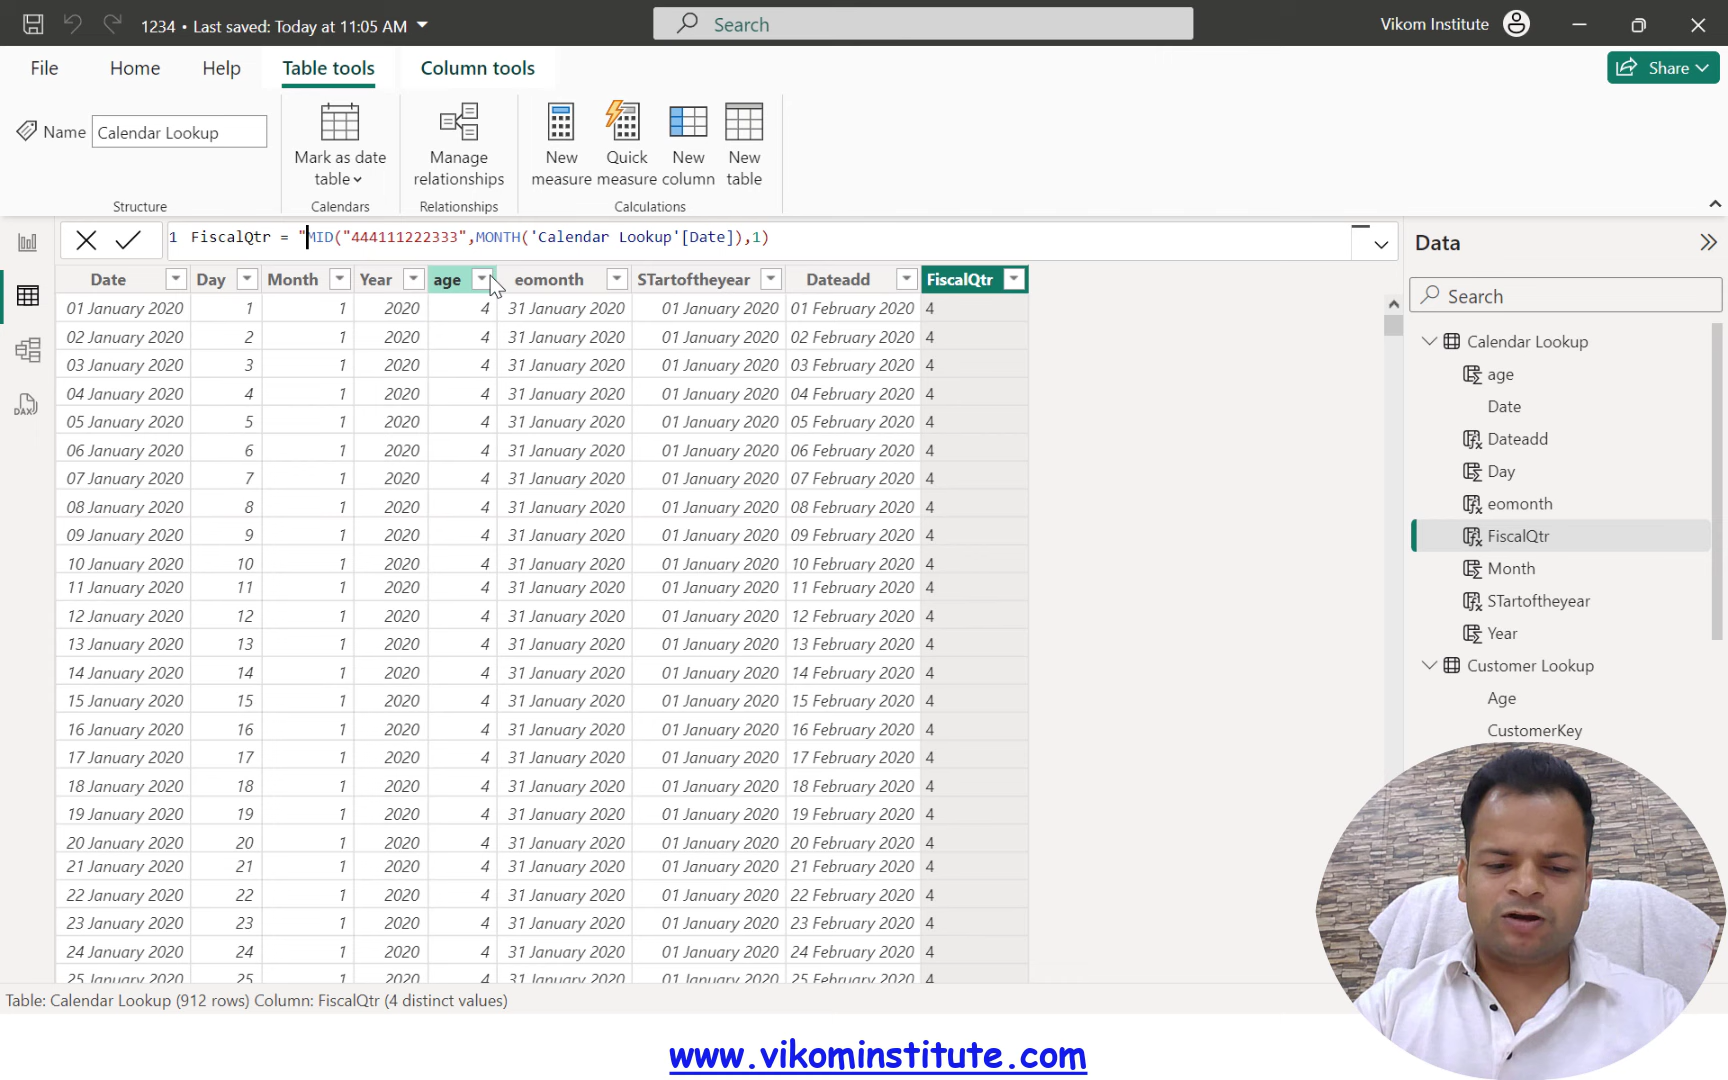 1234 • Last saved: Today at 11:05 AM
Search
Vikom Institute
File Home Help Table tools Column tools
Share
Name Calendar Lookup
Mark as date table
Manage relationships
New measure
Quick measure
New column
New table
Structure Calendars Relationships Calculations
1 FiscalQtr = "MID("444111222333",MONTH('Calendar Lookup'[Date]),1)
Date Day Month Year age eomonth STartoftheyear Dateadd FiscalQtr
01 January 2020 1 1 2020 4 31 January 2020 01 January 2020 01 February 2020 4
02 January 2020 2 1 2020 4 31 January 2020 01 January 2020 02 February 2020 4
03 January 2020 3 1 2020 4 31 January 2020 01 January 2020 03 February 2020 4
04 January 2020 4 1 2020 4 31 January 2020 01 January 2020 04 February 2020 4
05 January 2020 5 1 2020 4 31 January 2020 01 January 2020 05 February 2020 4
06 January 2020 6 1 2020 4 31 January 2020 01 January 2020 06 February 2020 4
07 January 2020 7 1 2020 4 31 January 2020 01 January 2020 07 February 2020 4
08 January 2020 8 1 2020 4 31 January 2020 01 January 2020 08 February 2020 4
09 January 2020 9 1 2020 4 31 January 2020 01 January 2020 09 February 2020 4
10 January 2020 10 1 2020 4 31 January 2020 01 January 2020 10 February 2020 4
11 January 2020 11 1 2020 4 31 January 2020 01 January 2020 11 February 2020 4
12 January 2020 12 1 2020 4 31 January 2020 01 January 2020 12 February 2020 4
13 January 2020 13 1 2020 4 31 January 2020 01 January 2020 13 February 2020 4
14 January 2020 14 1 2020 4 31 January 2020 01 January 2020 14 February 2020 4
15 January 2020 15 1 2020 4 31 January 2020 01 January 2020 15 February 2020 4
16 January 2020 16 1 2020 4 31 January 2020 01 January 2020 16 February 2020 4
17 January 2020 17 1 2020 4 31 January 2020 01 January 2020 17 February 2020 4
18 January 2020 18 1 2020 4 31 January 2020 01 January 2020 18 February 2020 4
19 January 2020 19 1 2020 4 31 January 2020 01 January 2020 19 February 2020 4
20 January 2020 20 1 2020 4 31 January 2020 01 January 2020 20 February 2020 4
21 January 2020 21 1 2020 4 31 January 2020 01 January 2020 21 February 2020 4
22 January 2020 22 1 2020 4 31 January 2020 01 January 2020 22 February 2020 4
23 January 2020 23 1 2020 4 31 January 2020 01 January 2020 23 February 2020 4
24 January 2020 24 1 2020 4 31 January 2020 01 January 2020 24 February 2020 4
25 January 2020 25 1 2020 4 31 January 2020 01 January 2020 25 February 2020 4
Data
Search
Calendar Lookup
age
Date
Dateadd
Day
eomonth
FiscalQtr
Month
STartoftheyear
Year
Customer Lookup
Age
CustomerKey
DAX
Table: Calendar Lookup (912 rows) Column: FiscalQtr (4 distinct values)
www.vikominstitute.com